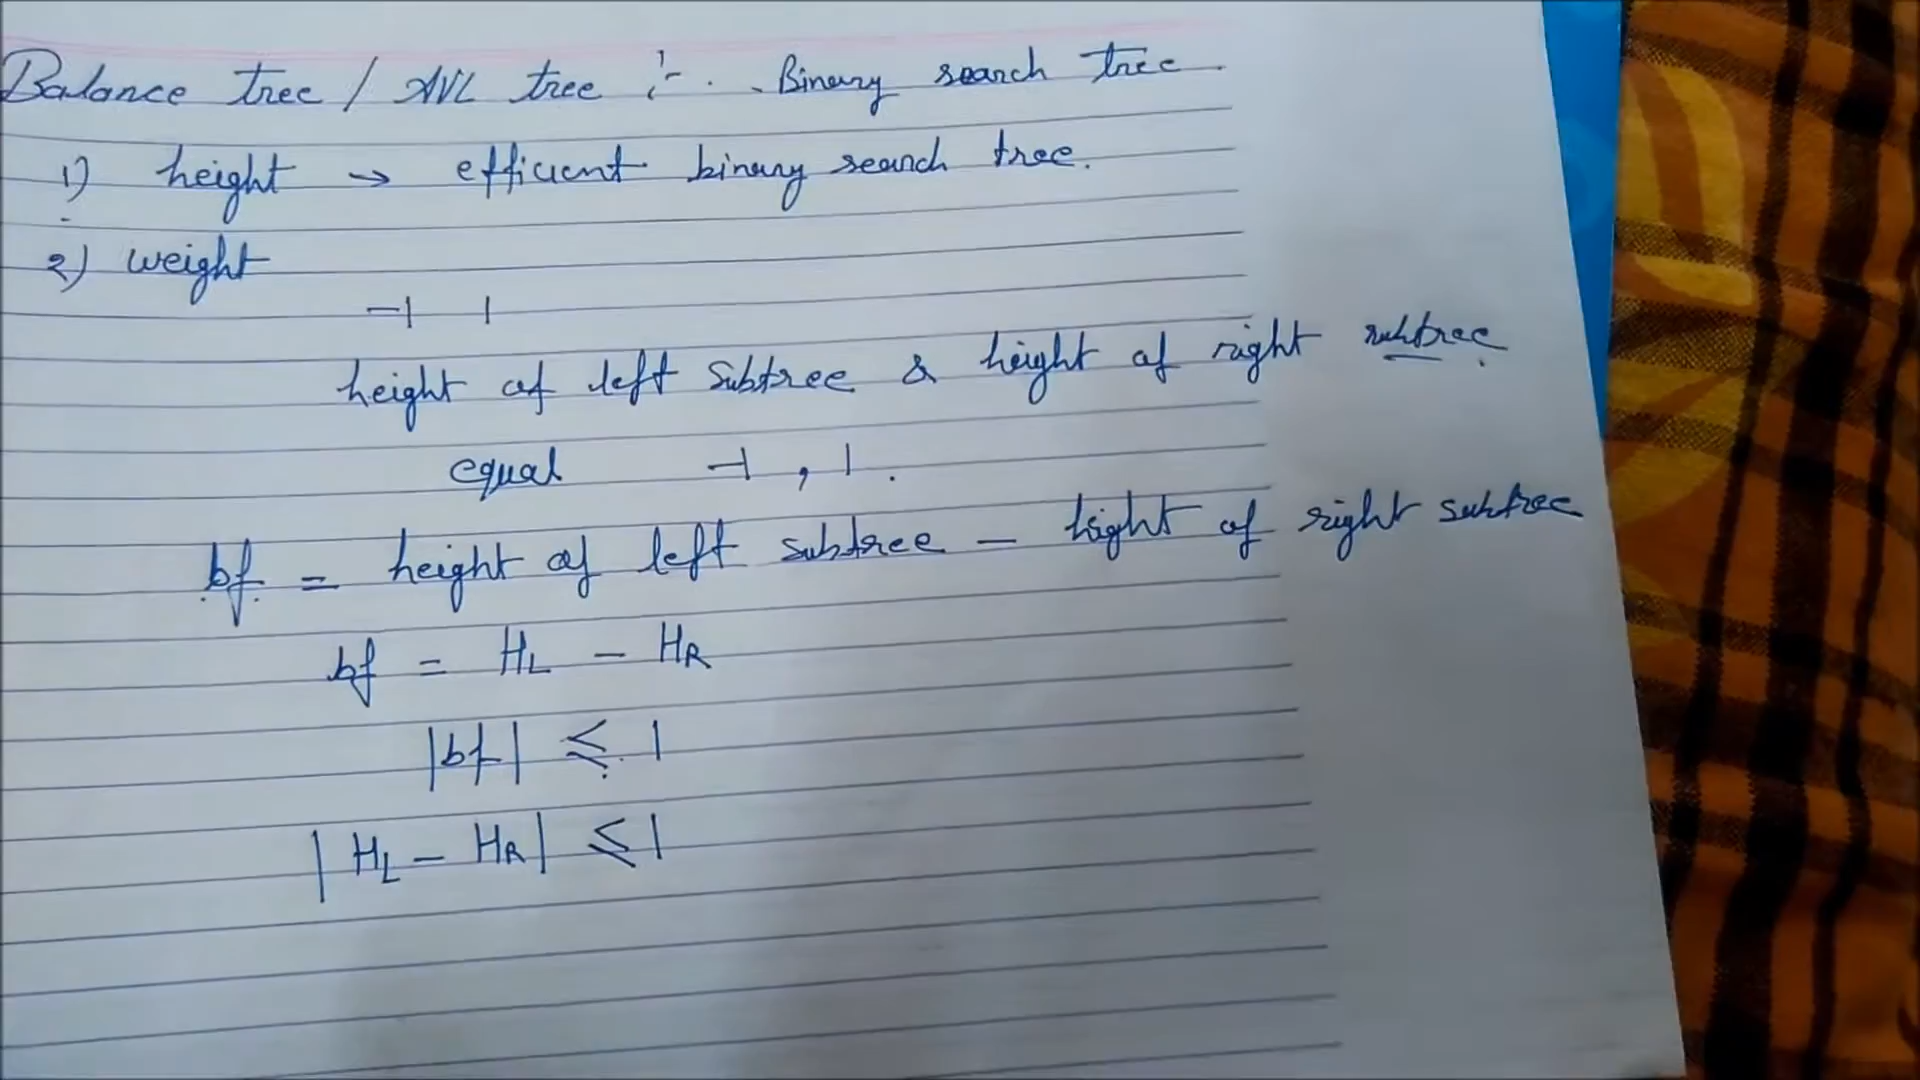 Balance tree / AVL tree :- . Binary search tree.
1) height → efficient binary search tree.
2) weight
-1 1
height of left subtree & height of right subtree
equal -1 , 1 .
bf = height of left subtree - hight of right subtree
bf = HL - HR
|bf| ≤ 1
|HL - HR| ≤ 1